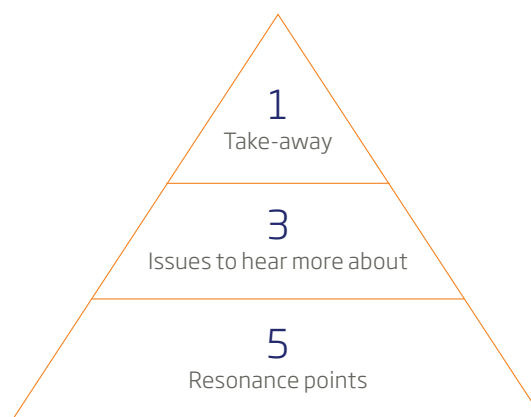 1
Take-away
3
Issues to hear more about
5
Resonance points